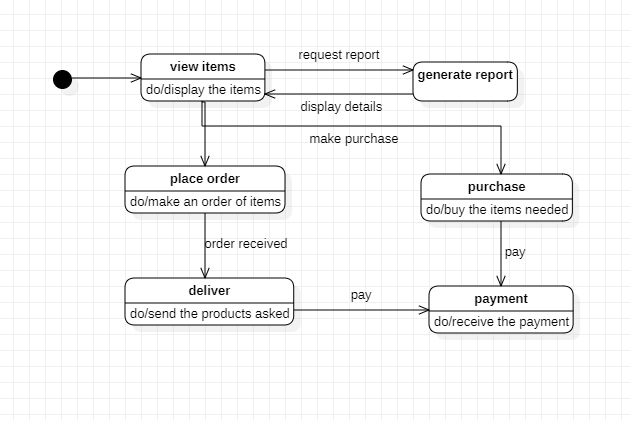 request report
view items
do/display the items
generate report
display details
make purchase
place order
do/make an order of items
purchase
do/buy the items needed
order received
pay
deliver
do/send the products asked
pay
payment
do/receive the payment